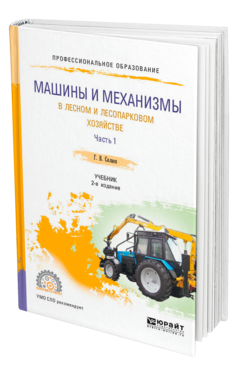 ПРОФЕССИОНАЛЬНОЕ ОБРАЗОВАНИЕ
МАШИНЫ И МЕХАНИЗМЫ
В ЛЕСНОМ И ЛЕСОПАРКОВОМ
ХОЗЯЙСТВЕ
Часть 1
Г. В. Силаев
УЧЕБНИК
2-е издание
УМО СПО рекомендует
юрайт